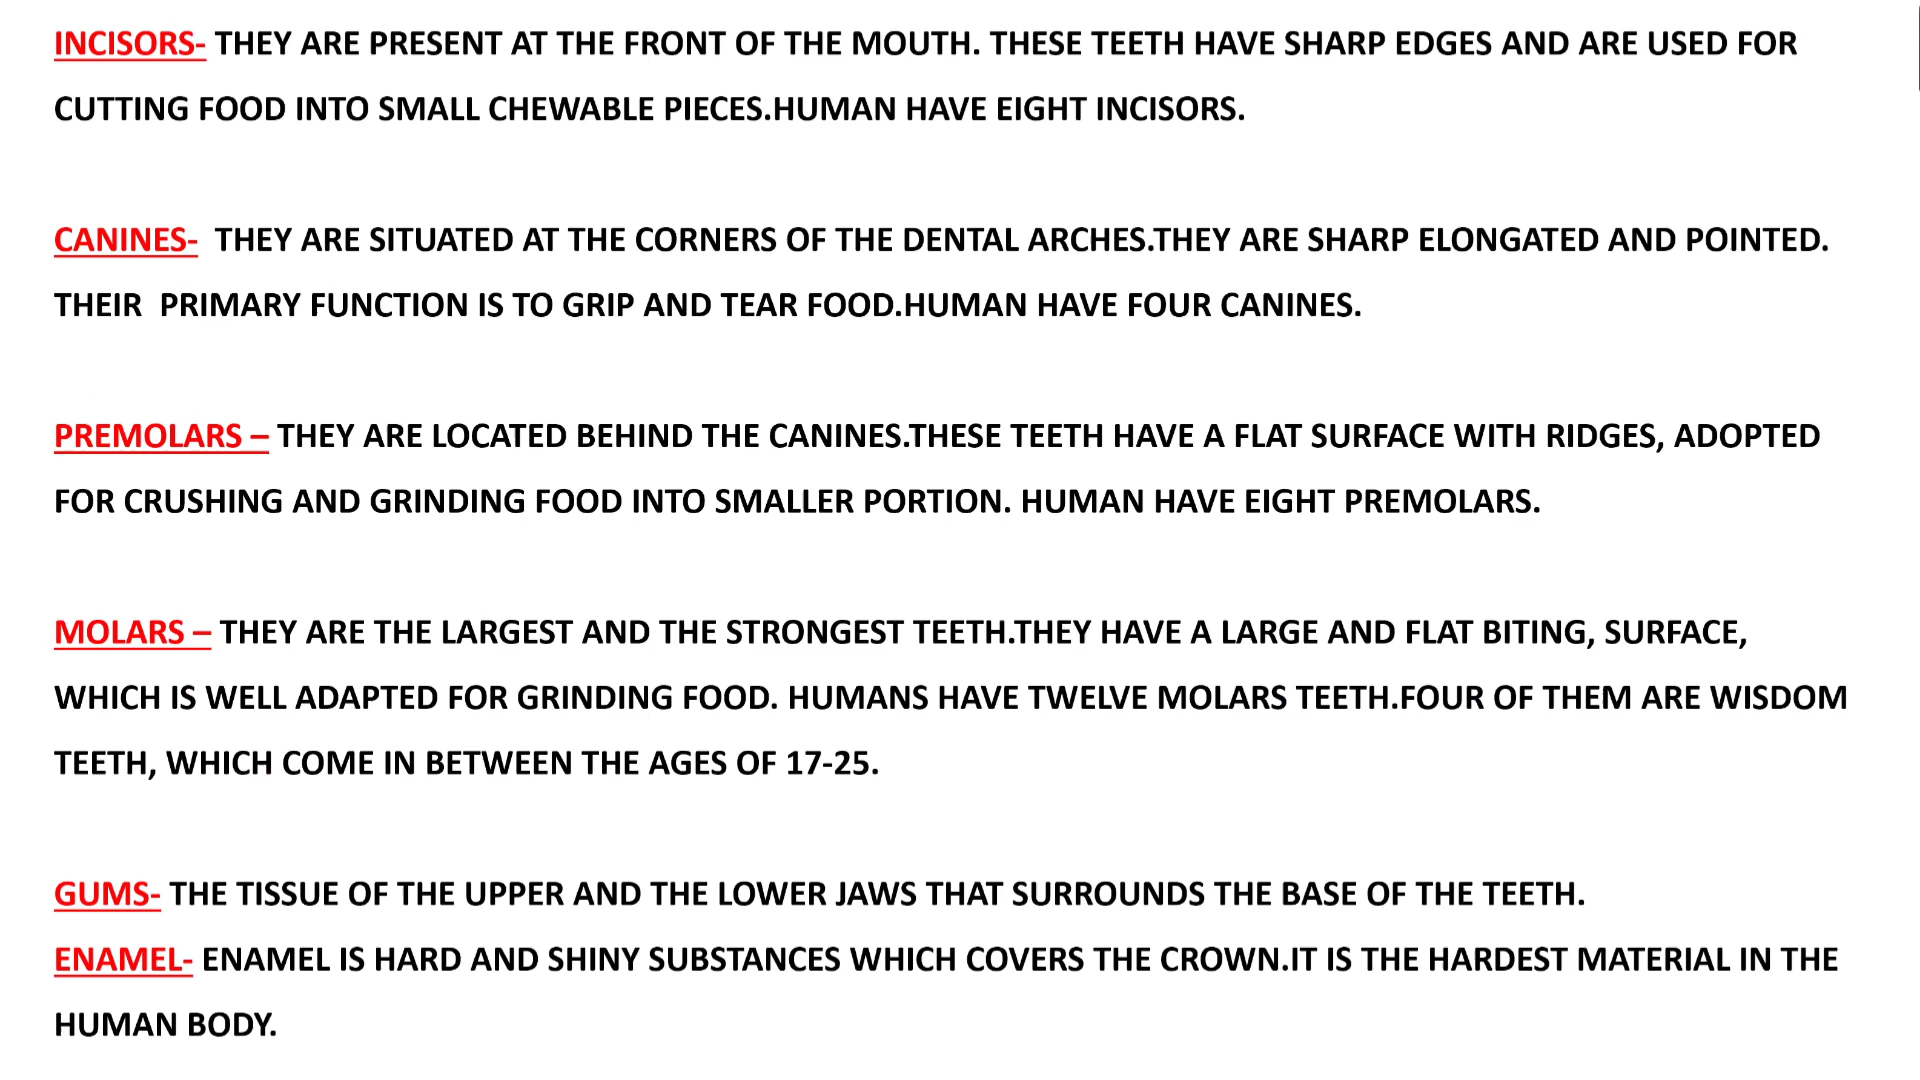 INCISORS- THEY ARE PRESENT AT THE FRONT OF THE MOUTH. THESE TEETH HAVE SHARP EDGES AND ARE USED FOR
CUTTING FOOD INTO SMALL CHEWABLE PIECES.HUMAN HAVE EIGHT INCISORS.
CANINES-  THEY ARE SITUATED AT THE CORNERS OF THE DENTAL ARCHES.THEY ARE SHARP ELONGATED AND POINTED.
THEIR  PRIMARY FUNCTION IS TO GRIP AND TEAR FOOD.HUMAN HAVE FOUR CANINES.
PREMOLARS – THEY ARE LOCATED BEHIND THE CANINES.THESE TEETH HAVE A FLAT SURFACE WITH RIDGES, ADOPTED
FOR CRUSHING AND GRINDING FOOD INTO SMALLER PORTION. HUMAN HAVE EIGHT PREMOLARS.
MOLARS – THEY ARE THE LARGEST AND THE STRONGEST TEETH.THEY HAVE A LARGE AND FLAT BITING, SURFACE,
WHICH IS WELL ADAPTED FOR GRINDING FOOD. HUMANS HAVE TWELVE MOLARS TEETH.FOUR OF THEM ARE WISDOM
TEETH, WHICH COME IN BETWEEN THE AGES OF 17-25.
GUMS- THE TISSUE OF THE UPPER AND THE LOWER JAWS THAT SURROUNDS THE BASE OF THE TEETH.
ENAMEL- ENAMEL IS HARD AND SHINY SUBSTANCES WHICH COVERS THE CROWN.IT IS THE HARDEST MATERIAL IN THE
HUMAN BODY.